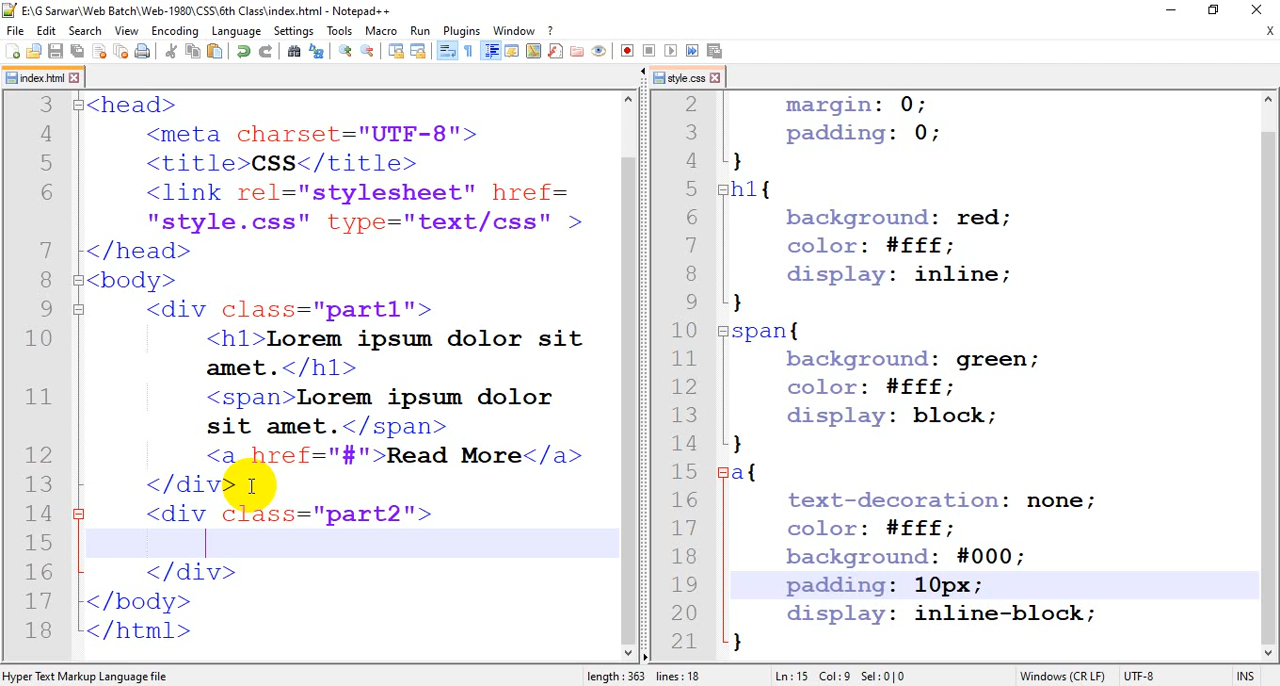 E:\G Sarwar\Web Batch\Web-1980\CSS\6th Class\index.html - Notepad++
File Edit Search View Encoding Language Settings Tools Macro Run Plugins Window ? X
index.html
3 <head>
4 <meta charset="UTF-8">
5 <title>CSS</title>
6 <link rel="stylesheet" href=
"style.css" type="text/css" >
7 </head>
8 <body>
9 <div class="part1">
10 <h1>Lorem ipsum dolor sit
amet.</h1>
11 <span>Lorem ipsum dolor
sit amet.</span>
12 <a href="#">Read More</a>
13 </div>
14 <div class="part2">
15
16 </div>
17 </body>
18 </html>
style.css
2 margin: 0;
3 padding: 0;
4 }
5 h1{
6 background: red;
7 color: #fff;
8 display: inline;
9 }
10 span{
11 background: green;
12 color: #fff;
13 display: block;
14 }
15 a{
16 text-decoration: none;
17 color: #fff;
18 background: #000;
19 padding: 10px;
20 display: inline-block;
21 }
Hyper Text Markup Language file length : 363 lines : 18 Ln : 15 Col : 9 Sel : 0 | 0 Windows (CR LF) UTF-8 INS